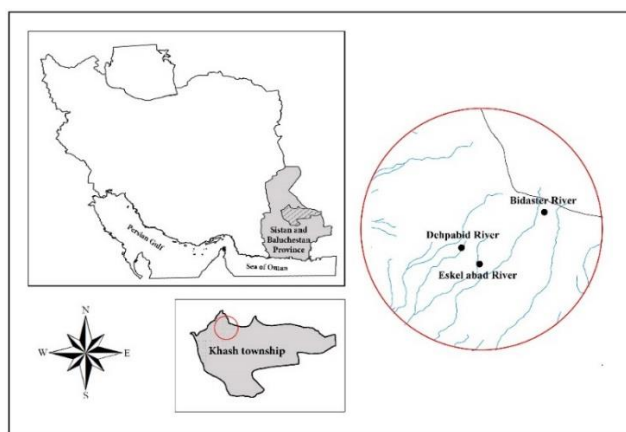 Persian Gulf
Sistan and
Baluchestan
Province
Sea of Oman
Bidaster River
Dehpabid River
Eskel abad River
N
W
E
S
Khash township